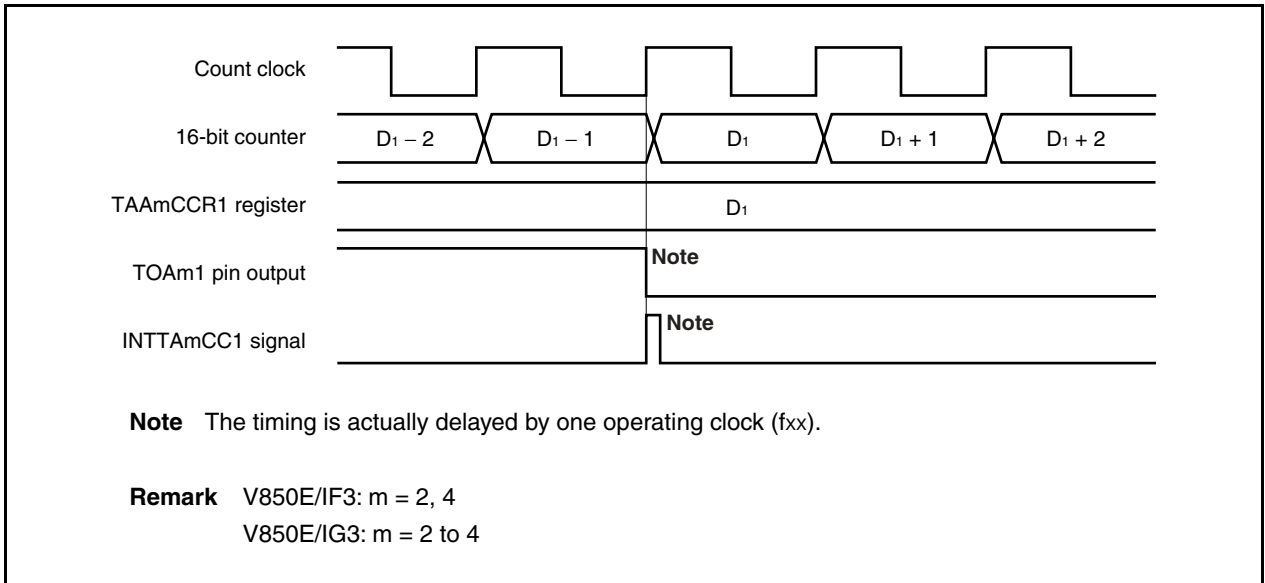 Count clock
16-bit counter D₁ − 2 D₁ − 1 D₁ D₁ + 1 D₁ + 2
TAAmCCR1 register D₁
TOAm1 pin output Note
INTTAmCC1 signal Note
Note The timing is actually delayed by one operating clock (fxx).
Remark V850E/IF3: m = 2, 4
V850E/IG3: m = 2 to 4